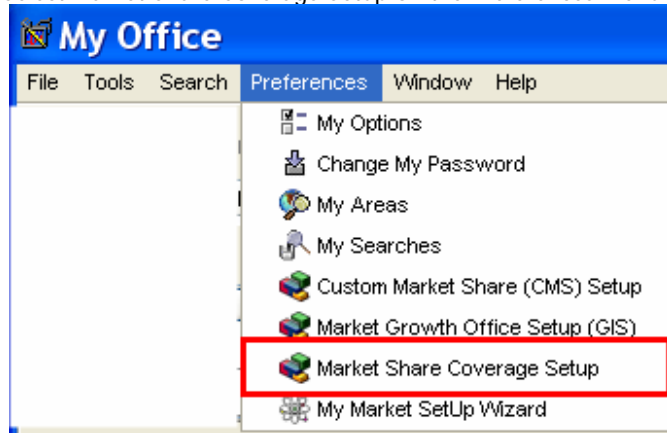 My Office
File Tools Search Preferences Window Help
My Options
Change My Password
My Areas
My Searches
Custom Market Share (CMS) Setup
Market Growth Office Setup (GIS)
Market Share Coverage Setup
My Market SetUp Wizard